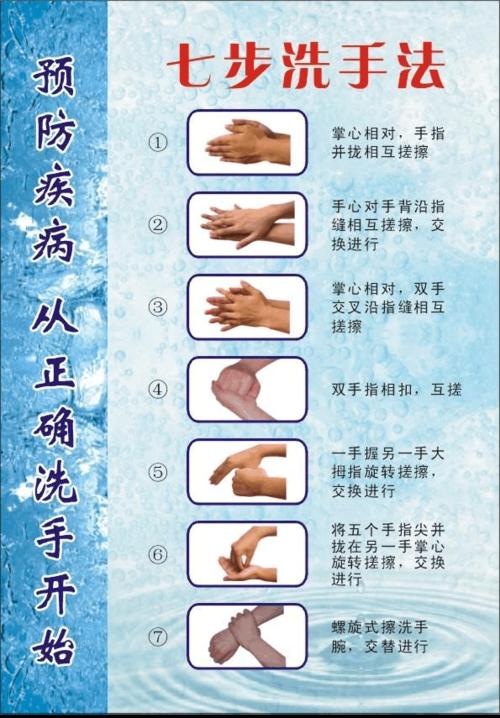 预防疾病 从正确洗手开始
七步洗手法
①
掌心相对，手指
并拢相互搓擦
②
手心对手背沿指
缝相互搓擦，交
换进行
③
掌心相对，双手
交叉沿指缝相互
搓擦
④
双手指相扣，互搓
⑤
一手握另一手大
拇指旋转搓擦，
交换进行
⑥
将五个手指尖并
拢在另一手掌心
旋转搓擦，交换
进行
⑦
螺旋式擦洗手
腕，交替进行